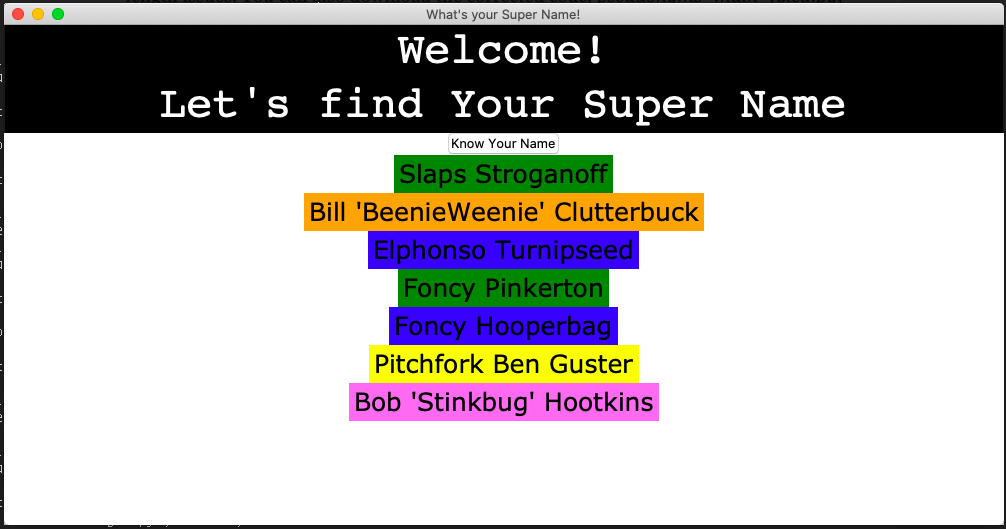 What's your Super Name!
Welcome!
Let's find Your Super Name
Know Your Name
Slaps Stroganoff
Bill 'BeenieWeenie' Clutterbuck
Elphonso Turnipseed
Foncy Pinkerton
Foncy Hooperbag
Pitchfork Ben Guster
Bob 'Stinkbug' Hootkins